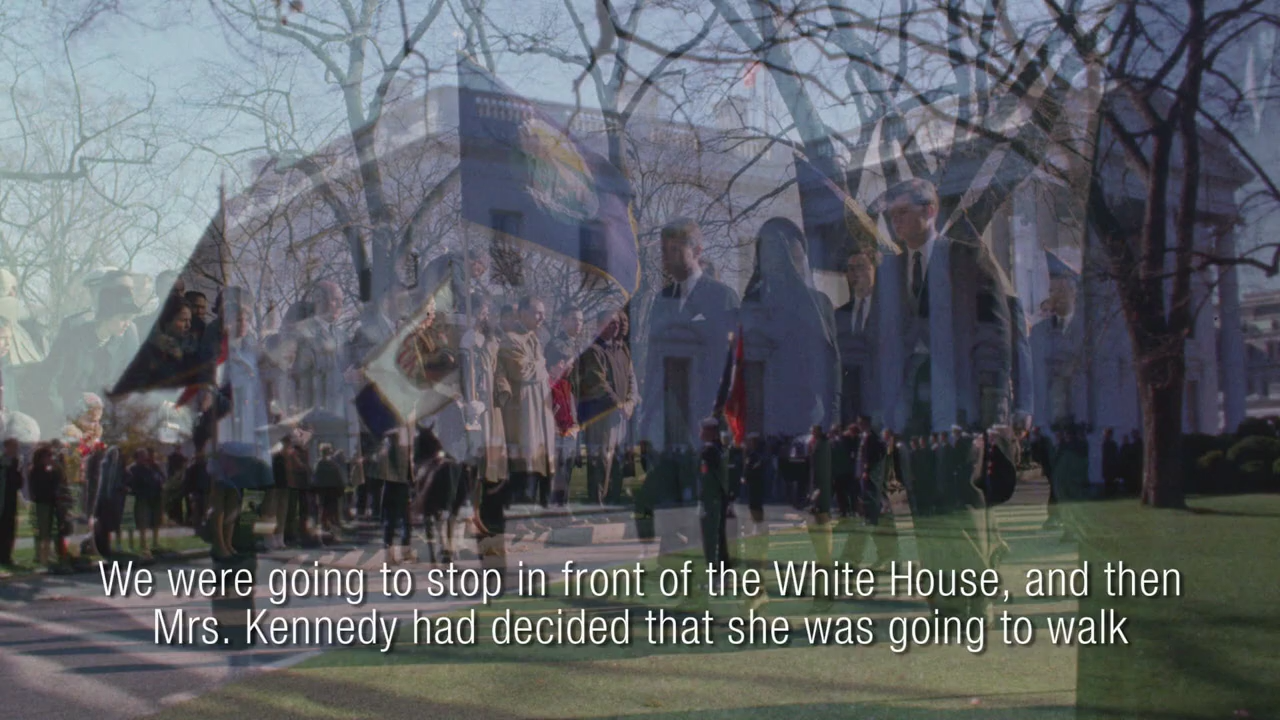 We were going to stop in front of the White House, and then
Mrs. Kennedy had decided that she was going to walk